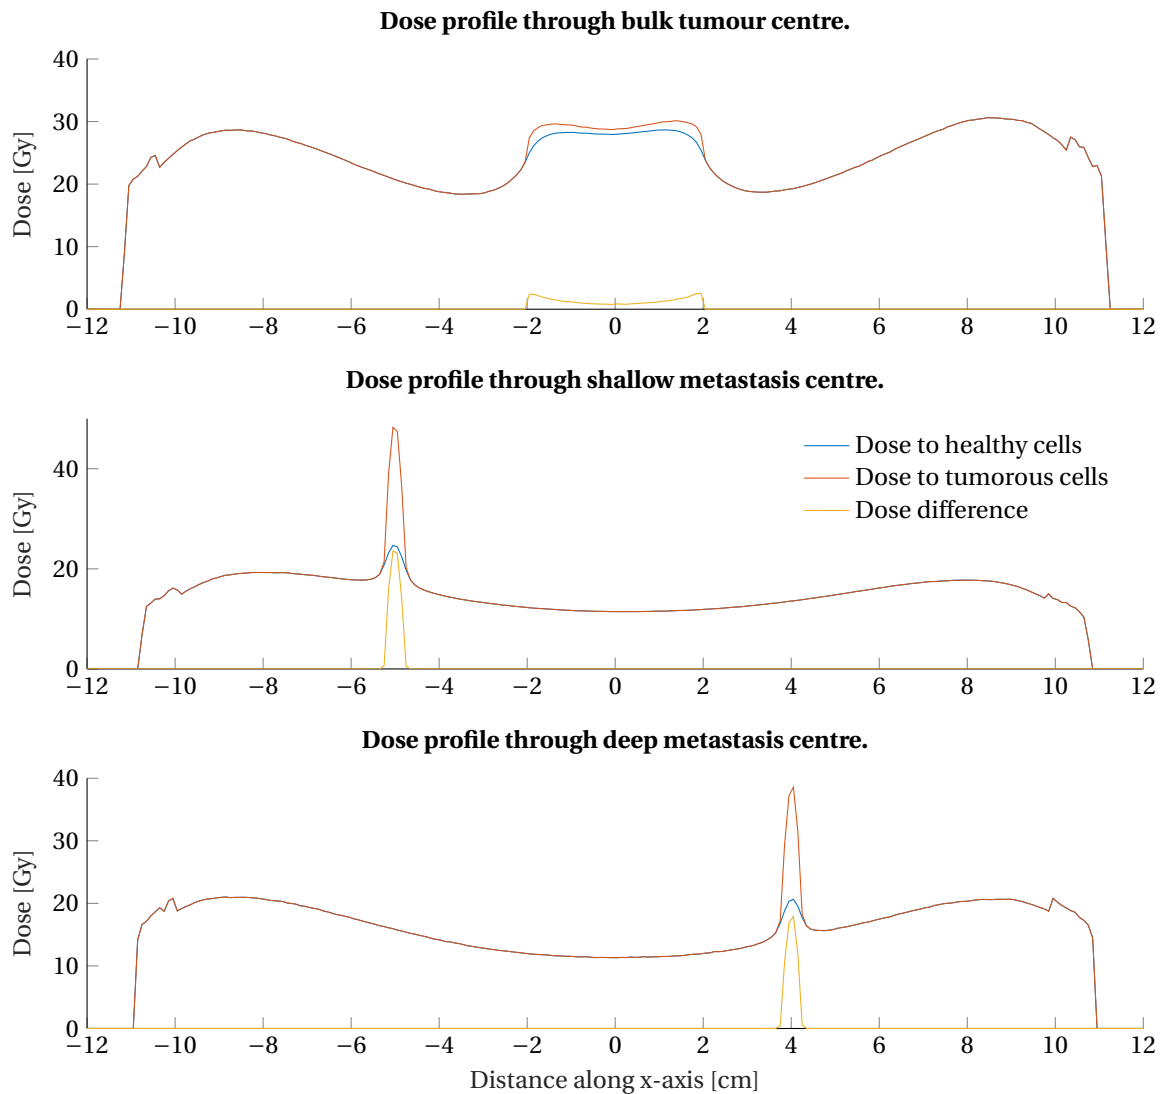 Dose profile through bulk tumour centre.
40
30
20
10
0
Dose [Gy]
−12 −10 −8 −6 −4 −2 0 2 4 6 8 10 12
Dose profile through shallow metastasis centre.
40
20
0
Dose [Gy]
Dose to healthy cells
Dose to tumorous cells
Dose difference
−12 −10 −8 −6 −4 −2 0 2 4 6 8 10 12
Dose profile through deep metastasis centre.
40
30
20
10
0
Dose [Gy]
−12 −10 −8 −6 −4 −2 0 2 4 6 8 10 12
Distance along x-axis [cm]